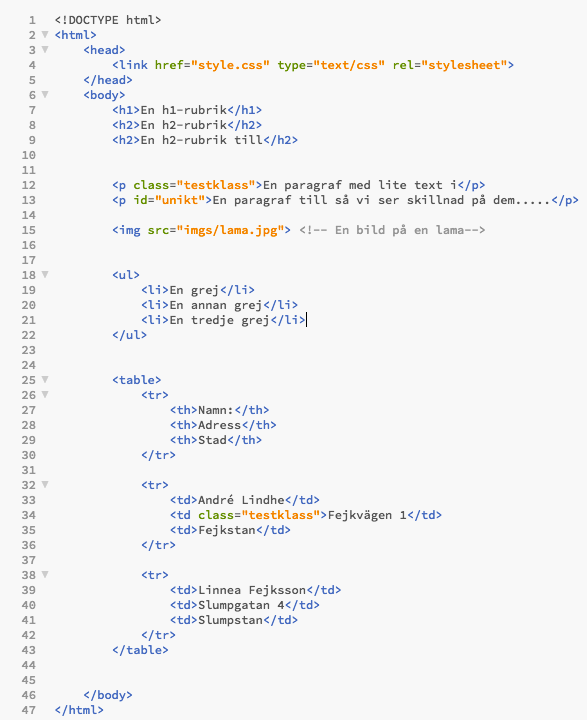 1 <!DOCTYPE html>
2 <html>
3 <head>
4 <link href="style.css" type="text/css" rel="stylesheet">
5 </head>
6 <body>
7 <h1>En h1-rubrik</h1>
8 <h2>En h2-rubrik</h2>
9 <h2>En h2-rubrik till</h2>
10
11
12 <p class="testklass">En paragraf med lite text i</p>
13 <p id="unikt">En paragraf till så vi ser skillnad på dem.....</p>
14
15 <img src="imgs/lama.jpg"> <!-- En bild på en lama-->
16
17
18 <ul>
19 <li>En grej</li>
20 <li>En annan grej</li>
21 <li>En tredje grej</li>
22 </ul>
23
24
25 <table>
26 <tr>
27 <th>Namn:</th>
28 <th>Adress</th>
29 <th>Stad</th>
30 </tr>
31
32 <tr>
33 <td>André Lindhe</td>
34 <td class="testklass">Fejkvägen 1</td>
35 <td>Fejkstan</td>
36 </tr>
37
38 <tr>
39 <td>Linnea Fejksson</td>
40 <td>Slumpgatan 4</td>
41 <td>Slumpstan</td>
42 </tr>
43 </table>
44
45
46 </body>
47 </html>